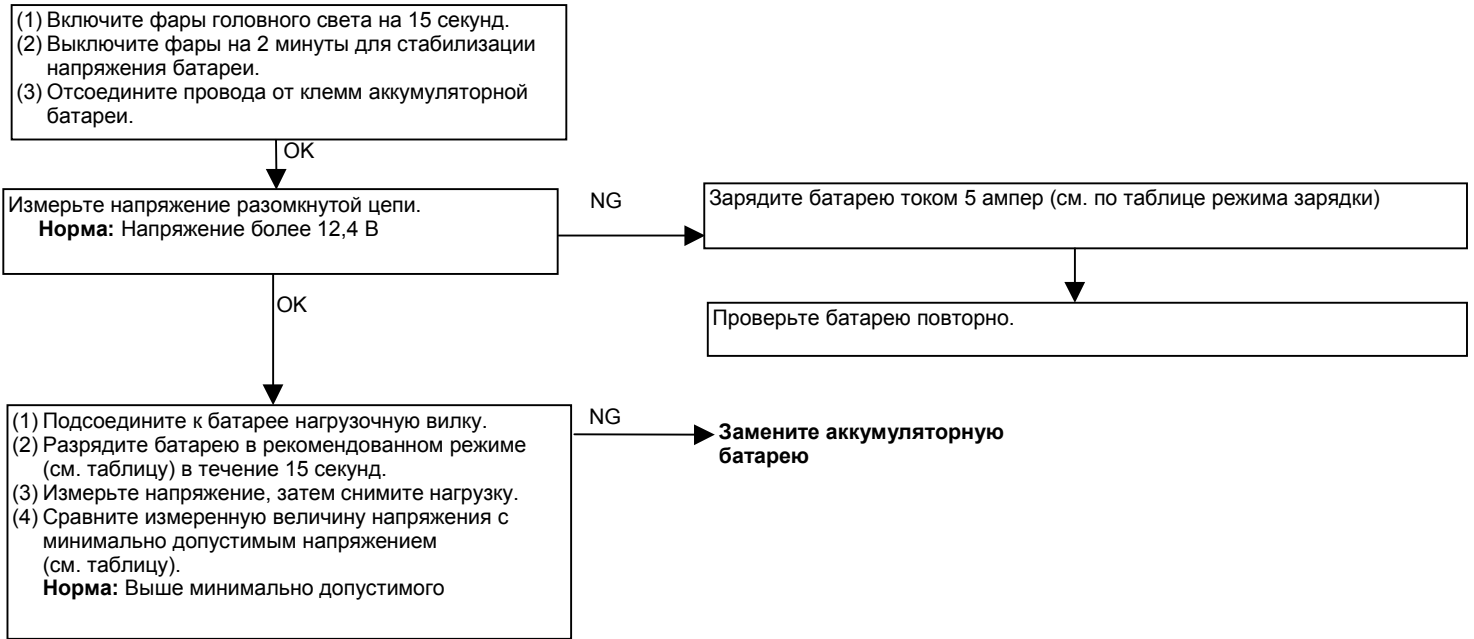 (1) Включите фары головного света на 15 секунд.
(2) Выключите фары на 2 минуты для стабилизации
напряжения батареи.
(3) Отсоедините провода от клемм аккумуляторной
батареи.
OK
Измерьте напряжение разомкнутой цепи.
Норма: Напряжение более 12,4 В
NG
Зарядите батарею током 5 ампер (см. по таблице режима зарядки)
OK
Проверьте батарею повторно.
(1) Подсоедините к батарее нагрузочную вилку.
(2) Разрядите батарею в рекомендованном режиме
(см. таблицу) в течение 15 секунд.
(3) Измерьте напряжение, затем снимите нагрузку.
(4) Сравните измеренную величину напряжения с
минимально допустимым напряжением
(см. таблицу).
Норма: Выше минимально допустимого
NG
Замените аккумуляторную
батарею